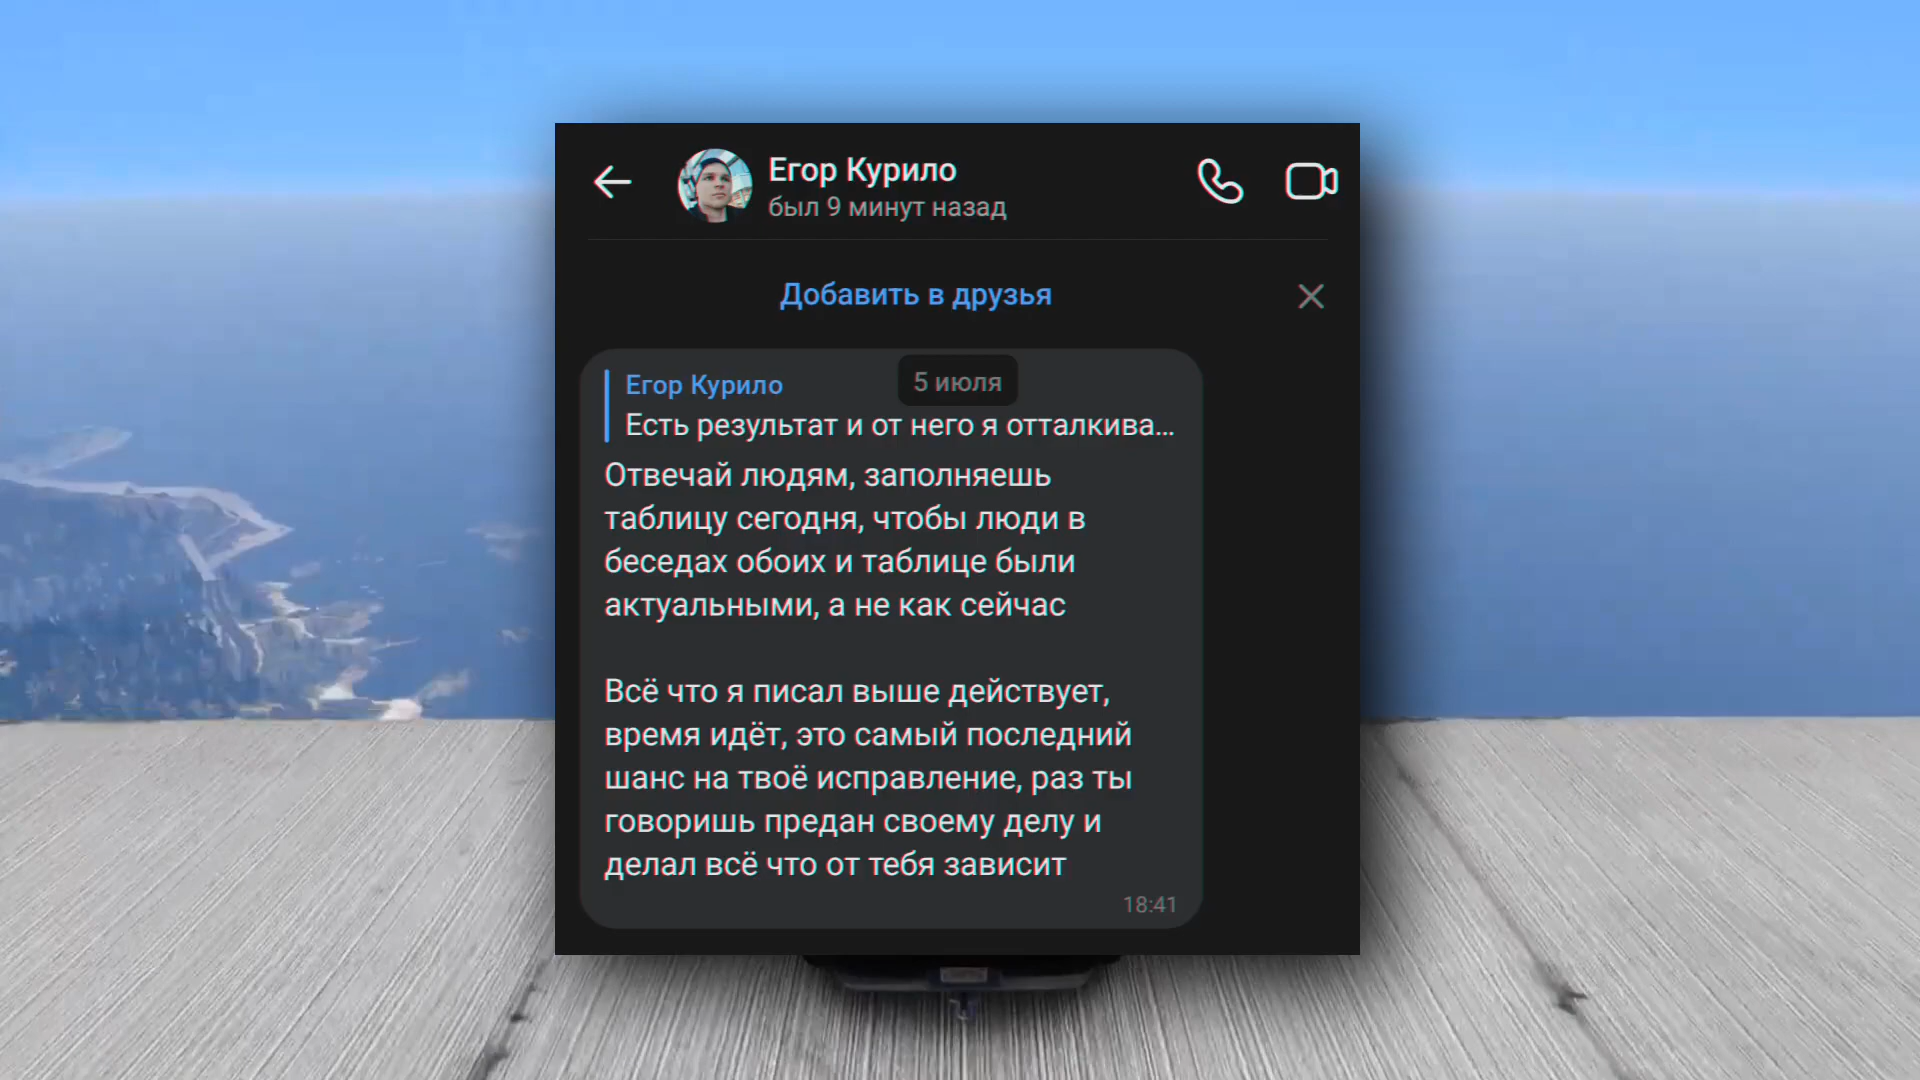 Егор Курило
был 9 минут назад
Добавить в друзья
5 июля
Егор Курило
Есть результат и от него я отталкива...
Отвечай людям, заполняешь
таблицу сегодня, чтобы люди в
беседах обоих и таблице были
актуальными, а не как сейчас
Всё что я писал выше действует,
время идёт, это самый последний
шанс на твоё исправление, раз ты
говоришь предан своему делу и
делал всё что от тебя зависит
18:41